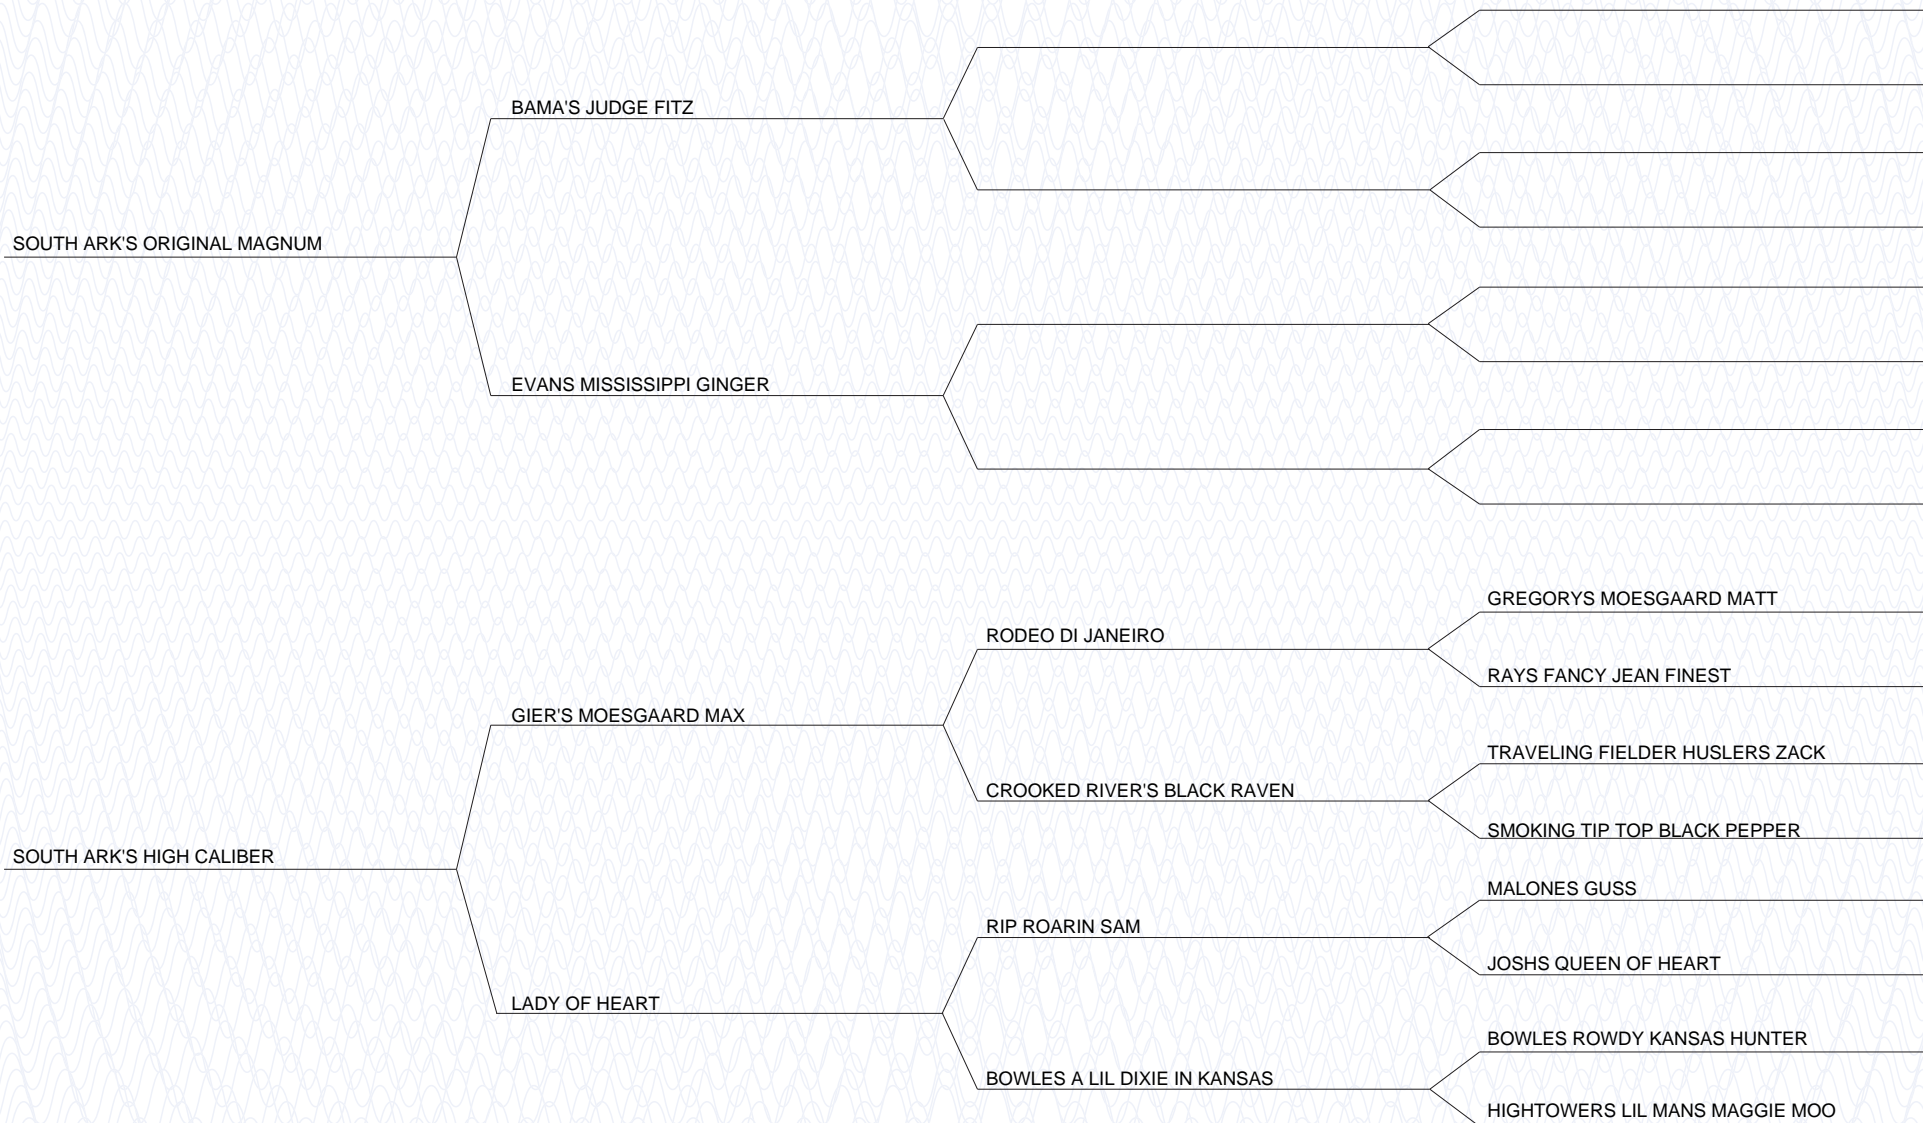 BAMA'S JUDGE FITZ
SOUTH ARK'S ORIGINAL MAGNUM
EVANS MISSISSIPPI GINGER
GREGORYS MOESGAARD MATT
RODEO DI JANEIRO
RAYS FANCY JEAN FINEST
GIER'S MOESGAARD MAX
TRAVELING FIELDER HUSLERS ZACK
CROOKED RIVER'S BLACK RAVEN
SMOKING TIP TOP BLACK PEPPER
SOUTH ARK'S HIGH CALIBER
MALONES GUSS
RIP ROARIN SAM
JOSHS QUEEN OF HEART
LADY OF HEART
BOWLES ROWDY KANSAS HUNTER
BOWLES A LIL DIXIE IN KANSAS
HIGHTOWERS LIL MANS MAGGIE MOO